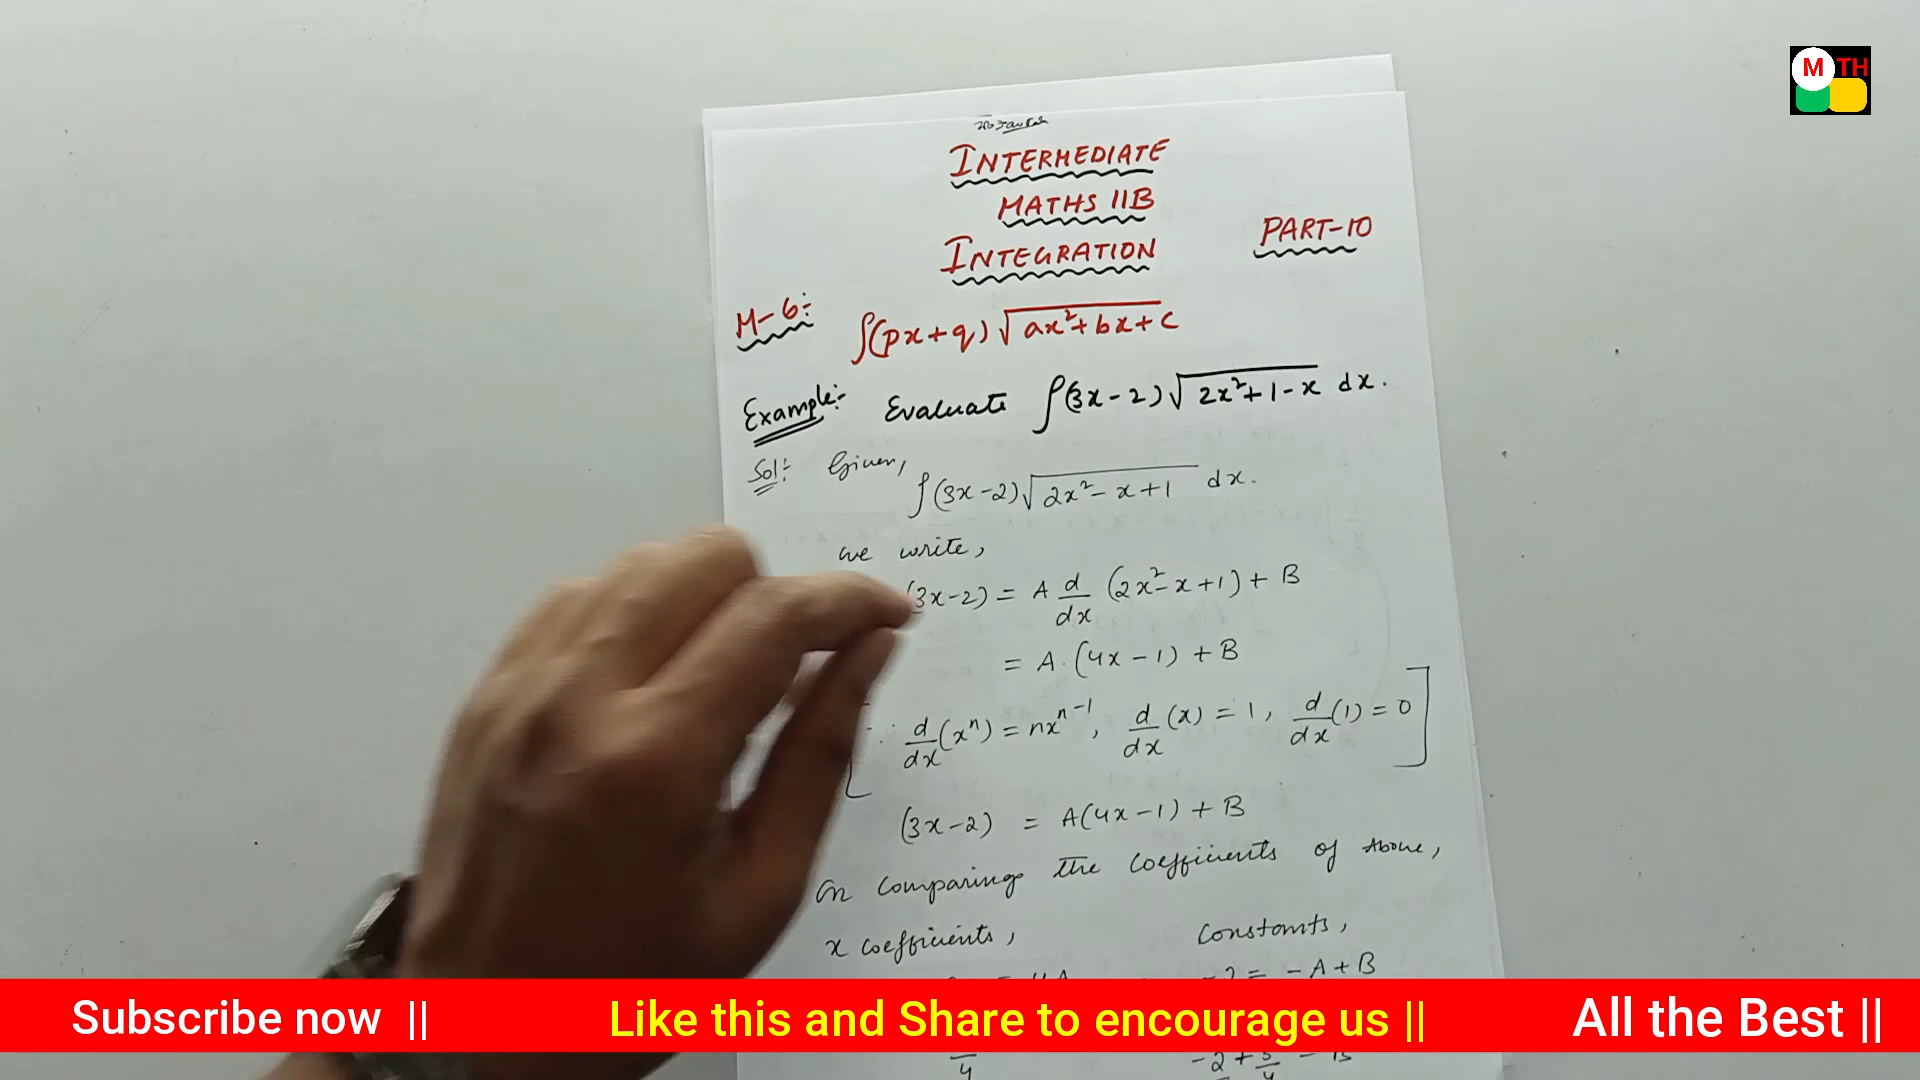 M TH
INTERMEDIATE
MATHS IIB
INTEGRATION PART-10
M-6:- ∫(px+q)√(ax²+bx+c)
Example:- Evaluate ∫(3x-2)√(2x²+1-x) dx.
Sol:- Given,
∫(3x-2)√(2x²-x+1) dx.
we write,
(3x-2) = A d/dx (2x²-x+1) + B
= A.(4x-1) + B
[∵ d/dx(xⁿ) = nxⁿ⁻¹, d/dx(x) = 1, d/dx(1) = 0]
(3x-2) = A(4x-1) + B
On comparing the coefficients of Above,
x coefficients, Constants,
-2 = -A+B
Subscribe now || Like this and Share to encourage us || All the Best ||
4